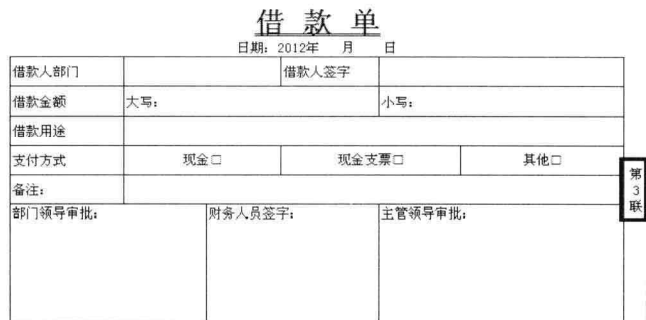 借款单
日期：2012年 月 日
借款人部门 借款人签字
借款金额 大写： 小写：
借款用途
支付方式 现金□ 现金支票□ 其他□
备注：
部门领导审批： 财务人员签字： 主管领导审批：
第
3
联